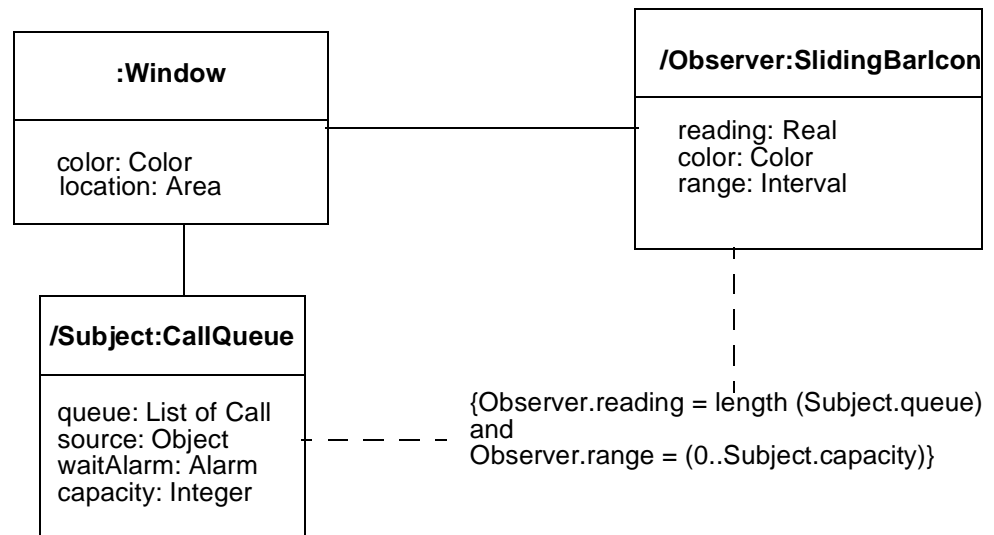 :Window
color: Color
location: Area
/Observer:SlidingBarIcon
reading: Real
color: Color
range: Interval
/Subject:CallQueue
queue: List of Call
source: Object
waitAlarm: Alarm
capacity: Integer
{Observer.reading = length (Subject.queue)
and
Observer.range = (0..Subject.capacity)}